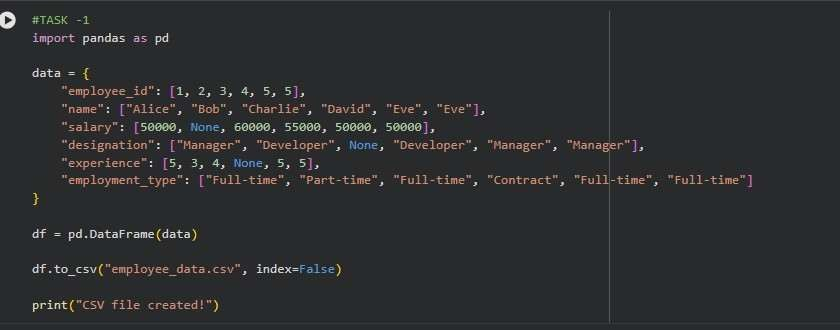 #TASK -1
import pandas as pd
data = {
    "employee_id": [1, 2, 3, 4, 5, 5],
    "name": ["Alice", "Bob", "Charlie", "David", "Eve", "Eve"],
    "salary": [50000, None, 60000, 55000, 50000, 50000],
    "designation": ["Manager", "Developer", None, "Developer", "Manager", "Manager"],
    "experience": [5, 3, 4, None, 5, 5],
    "employment_type": ["Full-time", "Part-time", "Full-time", "Contract", "Full-time", "Full-time"]
}
df = pd.DataFrame(data)
df.to_csv("employee_data.csv", index=False)
print("CSV file created!")